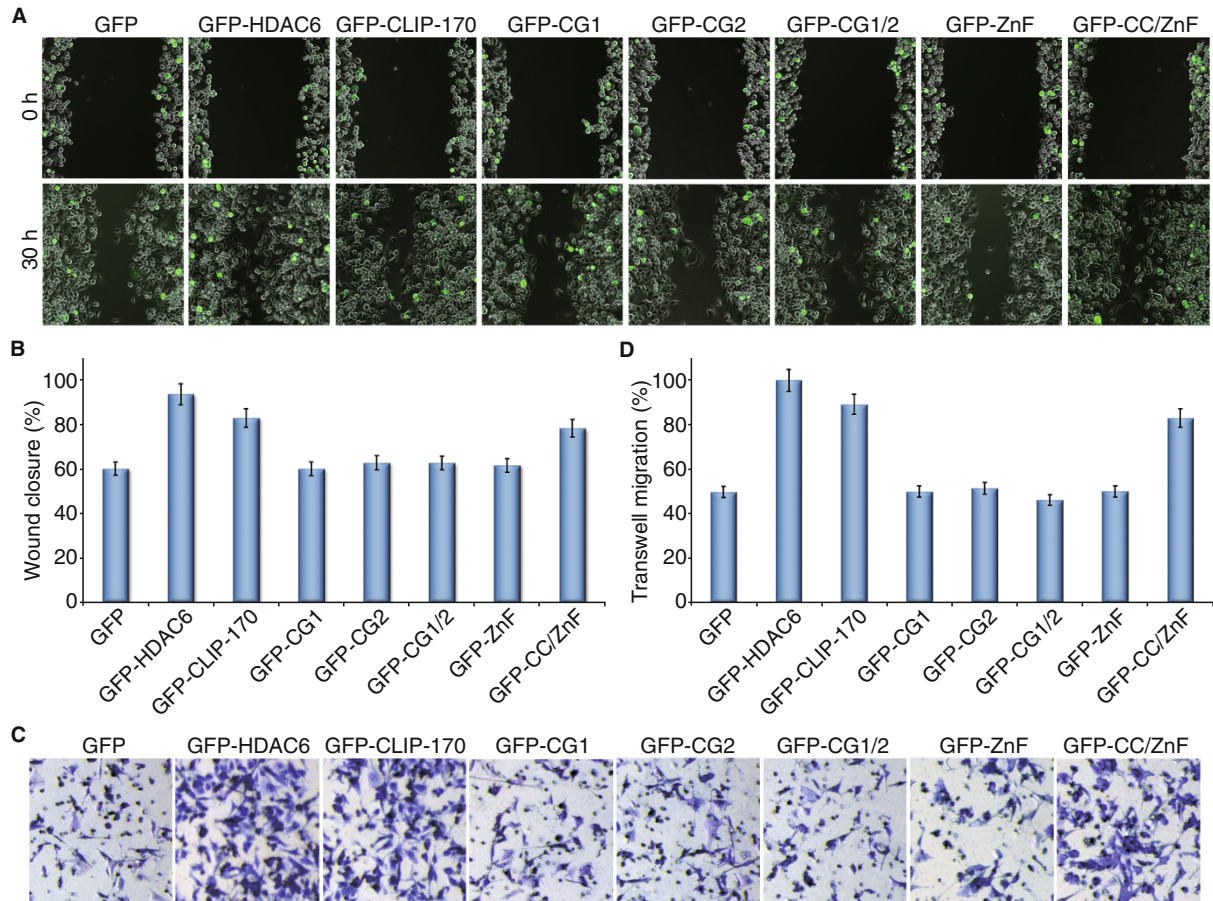 A
GFP GFP-HDAC6 GFP-CLIP-170 GFP-CG1 GFP-CG2 GFP-CG1/2 GFP-ZnF GFP-CC/ZnF
0 h
30 h
B
Wound closure (%)
100
80
60
40
20
0
GFP
GFP-HDAC6
GFP-CLIP-170
GFP-CG1
GFP-CG2
GFP-CG1/2
GFP-ZnF
GFP-CC/ZnF
D
Transwell migration (%)
100
80
60
40
20
0
GFP
GFP-HDAC6
GFP-CLIP-170
GFP-CG1
GFP-CG2
GFP-CG1/2
GFP-ZnF
GFP-CC/ZnF
C
GFP GFP-HDAC6 GFP-CLIP-170 GFP-CG1 GFP-CG2 GFP-CG1/2 GFP-ZnF GFP-CC/ZnF